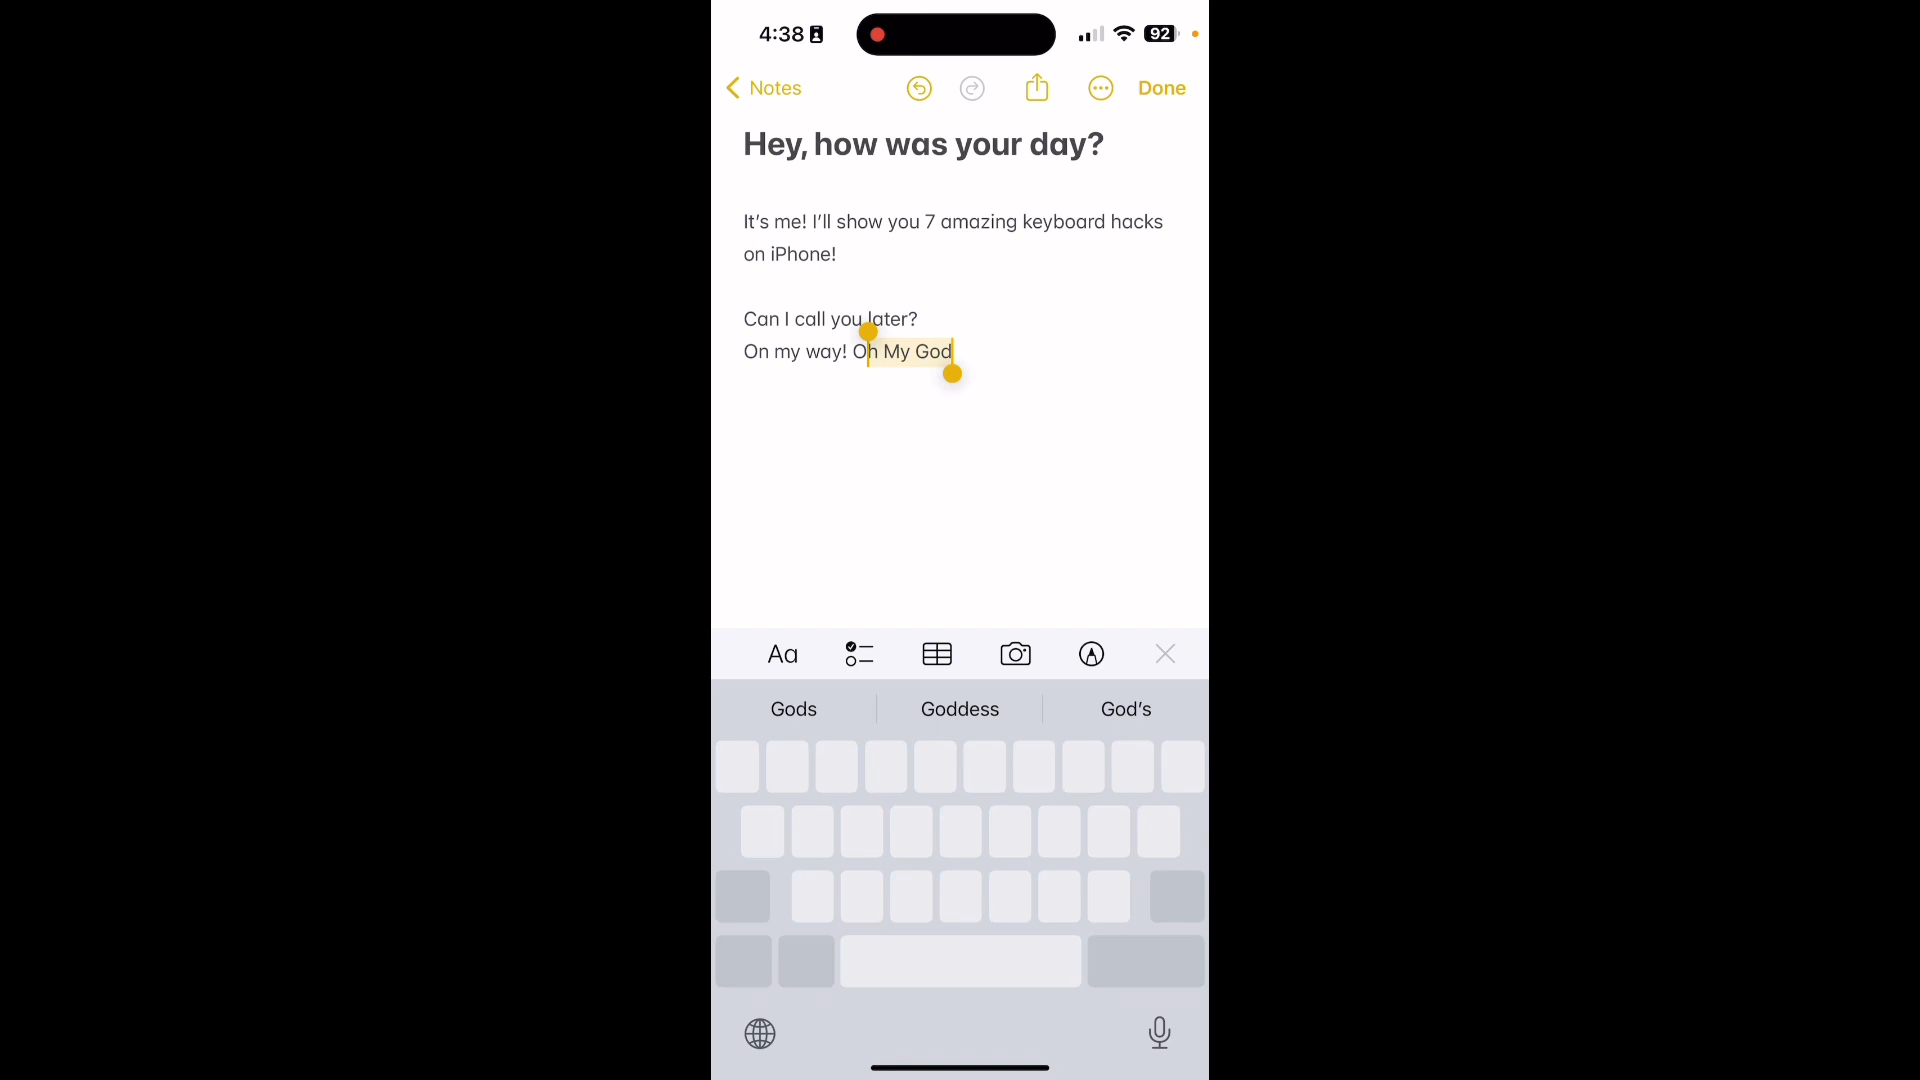 4:38
92
Notes
Done
Hey, how was your day?
It's me! I'll show you 7 amazing keyboard hacks
on iPhone!
Can I call you later?
On my way! Oh My God
Aa
Gods
Goddess
God's